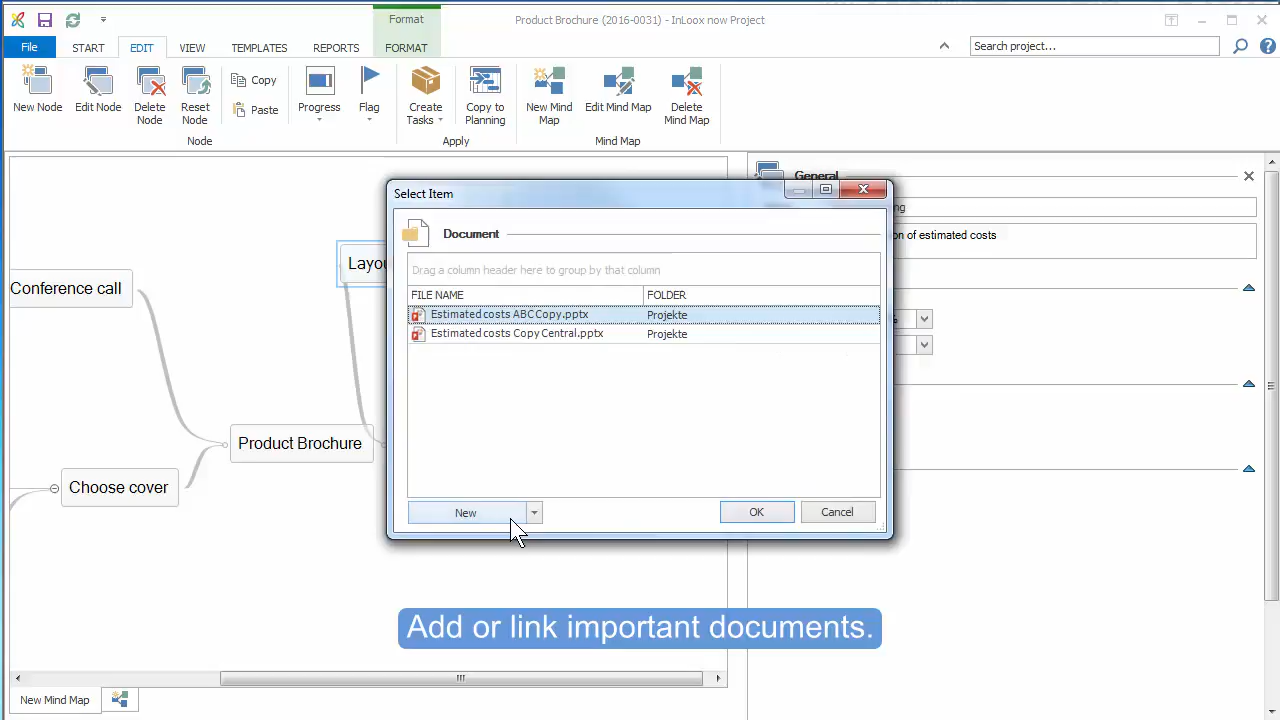 Format
Product Brochure (2016-0031) - InLoox now Project
File
START
EDIT
VIEW
TEMPLATES
REPORTS
FORMAT
Search project...
New Node
Edit Node
Delete
Node
Reset
Node
Copy
Paste
Progress
Flag
Create
Tasks
Copy to
Planning
New Mind
Map
Edit Mind Map
Delete
Mind Map
Node
Apply
Mind Map
General
ng
on of estimated costs
Conference call
Layou
Product Brochure
Choose cover
Select Item
Document
Drag a column header here to group by that column
FILE NAME
FOLDER
Estimated costs ABCCopy.pptx
Projekte
Estimated costs CopyCentral.pptx
Projekte
New
OK
Cancel
Add or link important documents.
New Mind Map